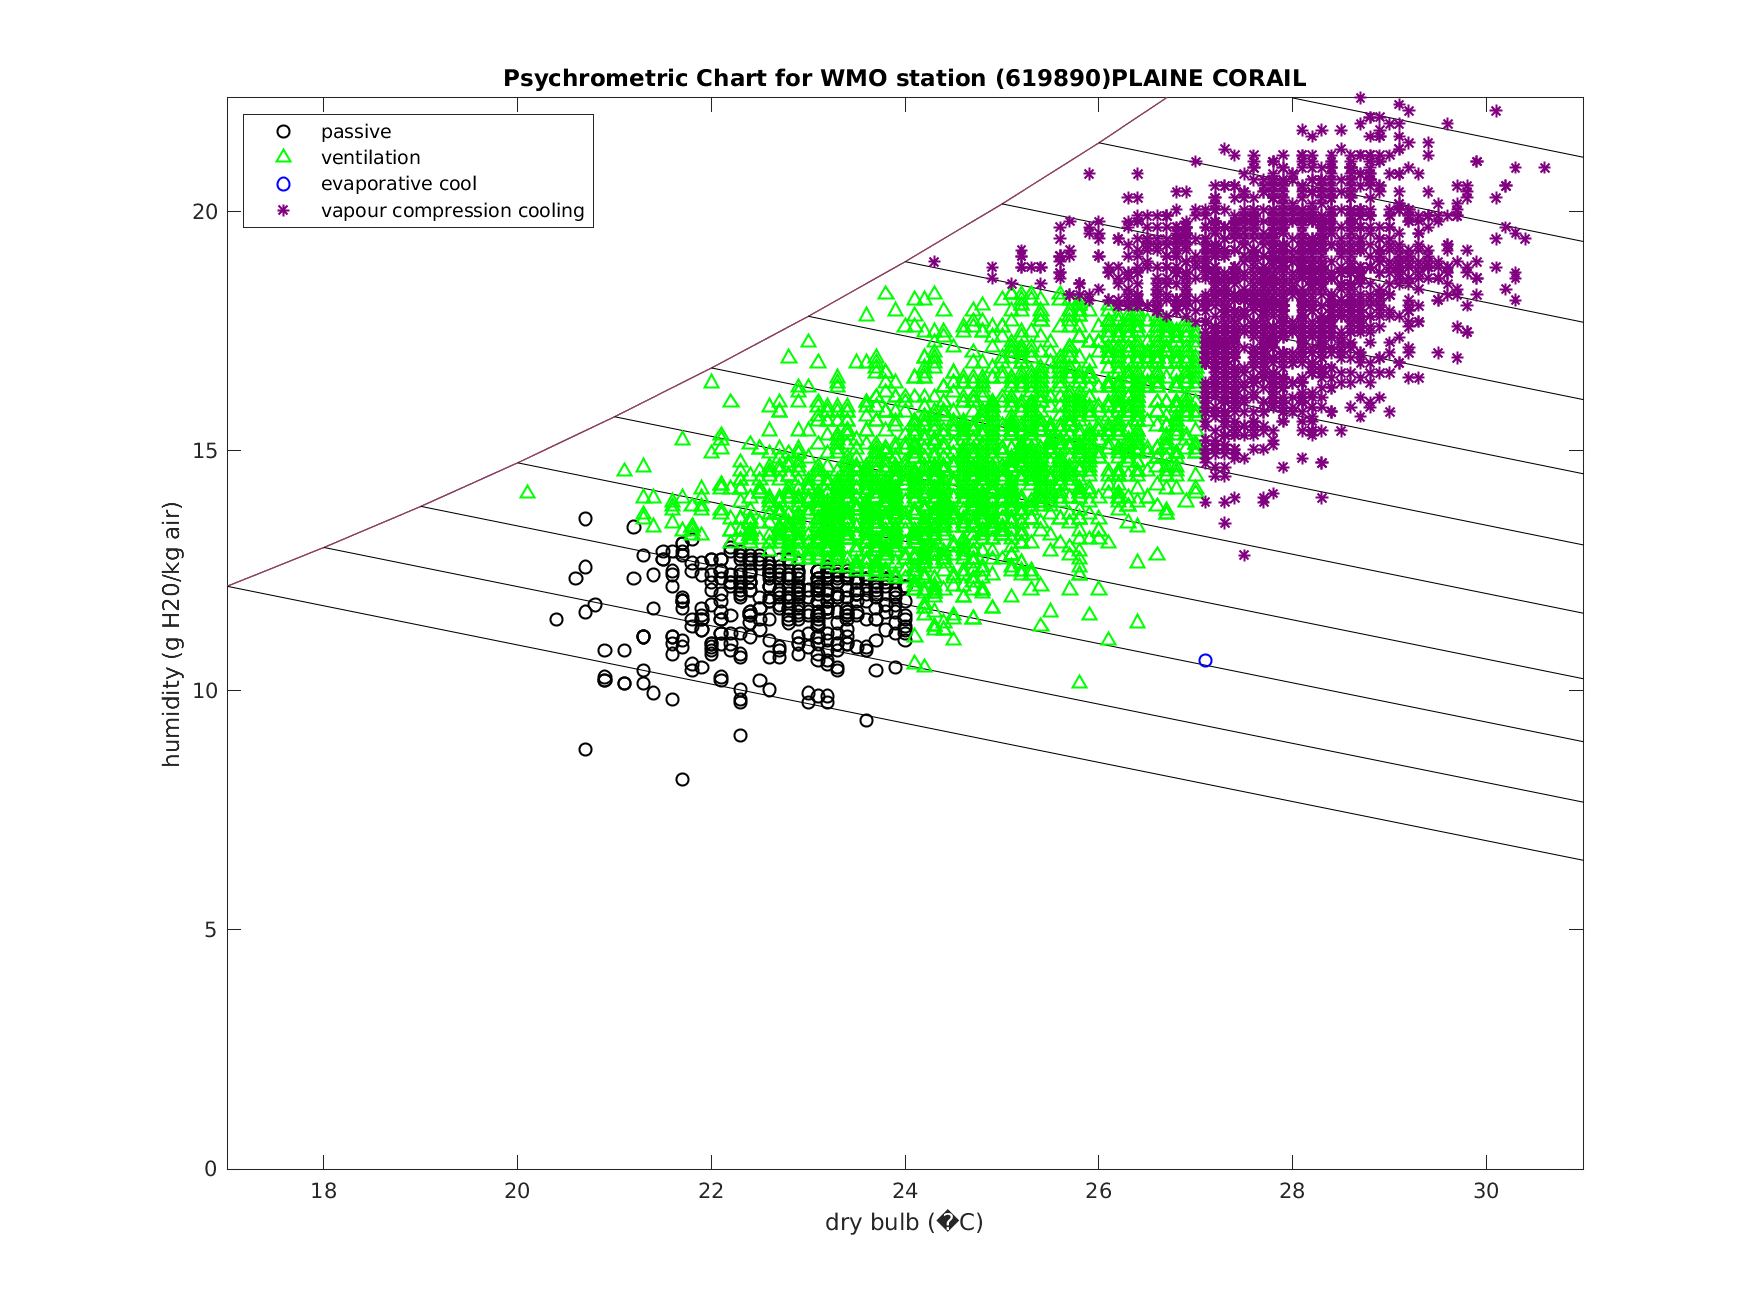 Psychrometric Chart for WMO station (619890)PLAINE CORAIL
passive
ventilation
evaporative cool
vapour compression cooling
humidity (g H20/kg air)
20
15
10
5
0
18 20 22 24 26 28 30
dry bulb (�C)